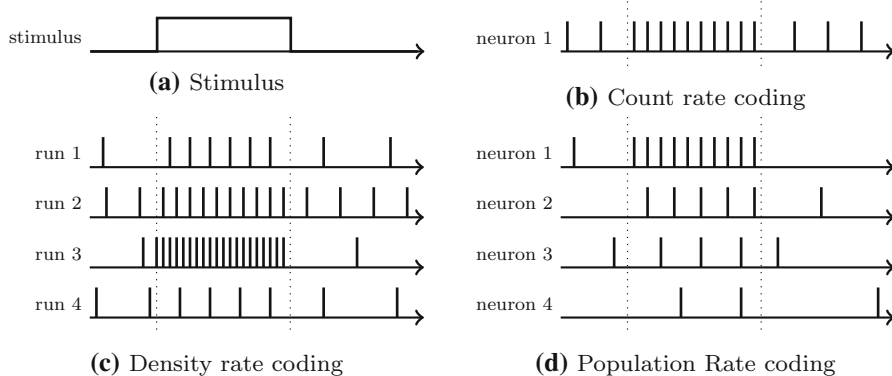 stimulus
(a) Stimulus
neuron 1
(b) Count rate coding
run 1
run 2
run 3
run 4
(c) Density rate coding
neuron 1
neuron 2
neuron 3
neuron 4
(d) Population Rate coding